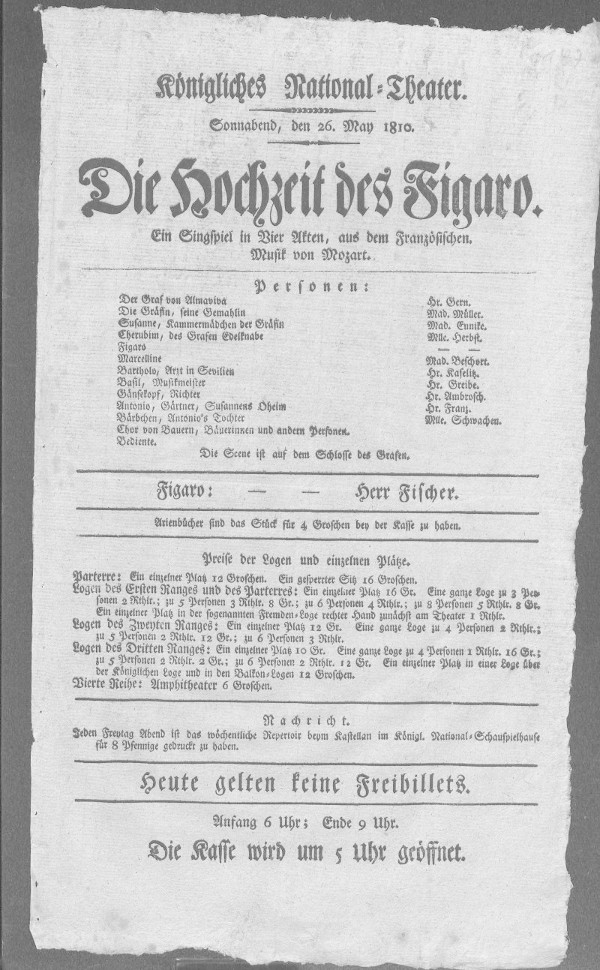 Königliches National-Theater.
Sonnabend, den 26. May 1810.
Die Hochzeit des Figaro.
Ein Singspiel in Vier Akten, aus dem Französischen.
Musik von Mozart.
Personen:
Der Graf von Almaviva Hr. Gern.
Die Gräfin, seine Gemahlin Mad. Müller.
Susanne, Kammermädchen der Gräfin Mad. Eunike.
Cherubim, des Grafen Edelknabe Mlle. Herbst.
Figaro — —
Marcelline Mad. Beschort.
Bartholo, Arzt in Sevilien Hr. Kaselitz.
Basil, Musikmeister Hr. Greibe.
Gänsekopf, Richter Hr. Ambrosch.
Antonio, Gärtner, Susannens Oheim Hr. Franz.
Bärbchen, Antonio's Tochter Mlle. Schwachen.
Chor von Bauern, Bäuerinnen und andern Personen.
Bediente.
Die Scene ist auf dem Schlosse des Grafen.
Figaro: — — Herr Fischer.
Arienbücher sind das Stück für 4 Groschen bey der Kasse zu haben.
Preise der Logen und einzelnen Plätze.
Parterre: Ein einzelner Platz 12 Groschen. Ein gesperrter Sitz 16 Groschen.
Logen des Ersten Ranges und des Parterres: Ein einzelner Platz 16 Gr. Eine ganze Loge zu 3 Per-
sonen 2 Rthlr.; zu 5 Personen 3 Rthlr. 8 Gr.; zu 6 Personen 4 Rthlr.; zu 8 Personen 5 Rthlr. 8 Gr.
Ein einzelner Platz in der sogenannten Fremden-Loge rechter Hand zunächst am Theater 1 Rthlr.
Logen des Zweyten Ranges: Ein einzelner Platz 12 Gr. Eine ganze Loge zu 4 Personen 2 Rthlr.;
zu 5 Personen 2 Rthlr. 12 Gr.; zu 6 Personen 3 Rthlr.
Logen des Dritten Ranges: Ein einzelner Platz 10 Gr. Eine ganze Loge zu 4 Personen 1 Rthlr. 16 Gr.;
zu 5 Personen 2 Rthlr. 2 Gr.; zu 6 Personen 2 Rthlr. 12 Gr. Ein einzelner Platz in einer Loge über
der Königlichen Loge und in den Balkon-Logen 12 Groschen.
Vierte Reihe: Amphitheater 6 Groschen.
Nachricht.
Jeden Freytag Abend ist das wöchentliche Repertoir beym Kastellan im Königl. National-Schauspielhause
für 8 Pfennige gedruckt zu haben.
Heute gelten keine Freibillets.
Anfang 6 Uhr; Ende 9 Uhr.
Die Kasse wird um 5 Uhr geöffnet.